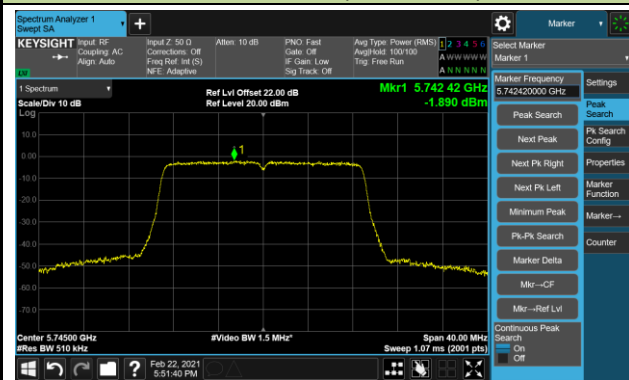 Spectrum Analyzer 1
Swept SA
Marker
KEYSIGHT
Input: RF
Coupling: AC
Align: Auto
Input Z: 50 Ω
Corrections: Off
Freq Ref: Int (S)
NFE: Adaptive
Atten: 10 dB
PNO: Fast
Gate: Off
IF Gain: Low
Sig Track: Off
Avg Type: Power (RMS)
Avg|Hold: 100/100
Trig: Free Run
1 2 3 4 5 6
A W W W W W
A N N N N N
Select Marker
Marker 1
1 Spectrum
Scale/Div 10 dB
Log
Ref Lvl Offset 22.00 dB
Ref Level 20.00 dBm
Mkr1 5.742 42 GHz
-1.890 dBm
10.0
0.00
-10.0
-20.0
-30.0
-40.0
-50.0
-60.0
-70.0
1
Center 5.74500 GHz
#Res BW 510 kHz
#Video BW 1.5 MHz*
Span 40.00 MHz
Sweep 1.07 ms (2001 pts)
Marker Frequency
5.742420000 GHz
Peak Search
Next Peak
Next Pk Right
Next Pk Left
Minimum Peak
Pk-Pk Search
Marker Delta
Mkr→CF
Mkr→Ref Lvl
Continuous Peak
Search
On
Off
Settings
Peak
Search
Pk Search
Config
Properties
Marker
Function
Marker→
Counter
?
Feb 22, 2021
5:51:40 PM